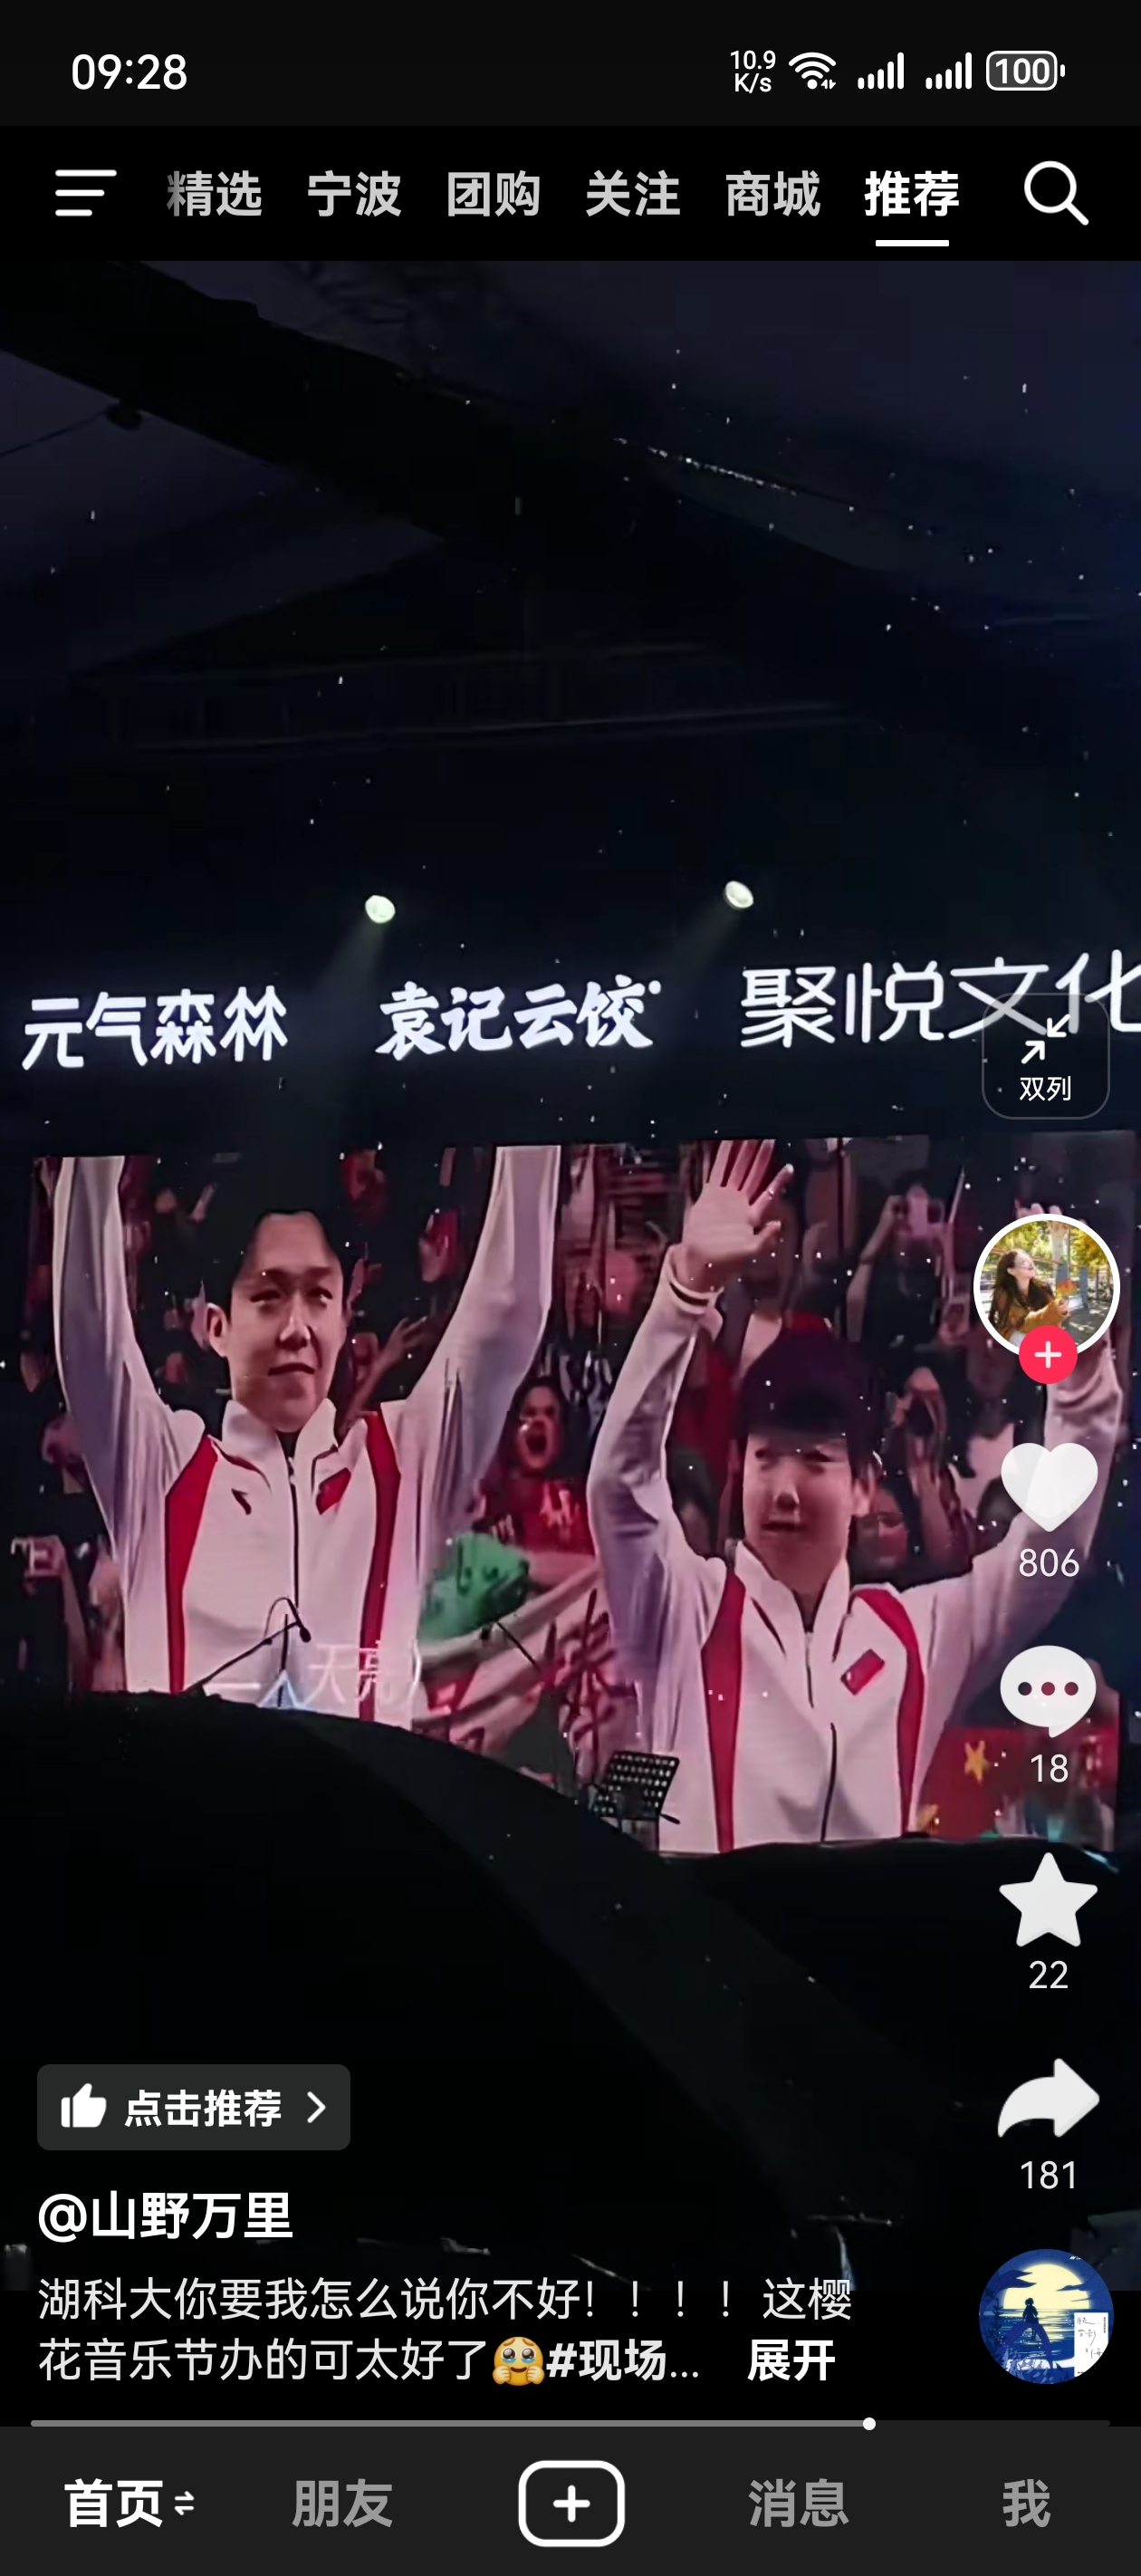 09:28
10.9
K/s
100
精选 宁波 团购 关注 商城 推荐
元气森林 袁记云饺 聚悦文化
双列
806
天亮
18
22
点击推荐
181
@山野万里
湖科大你要我怎么说你不好！！！！这樱
花音乐节办的可太好了🥹#现场... 展开
首页 朋友 消息 我